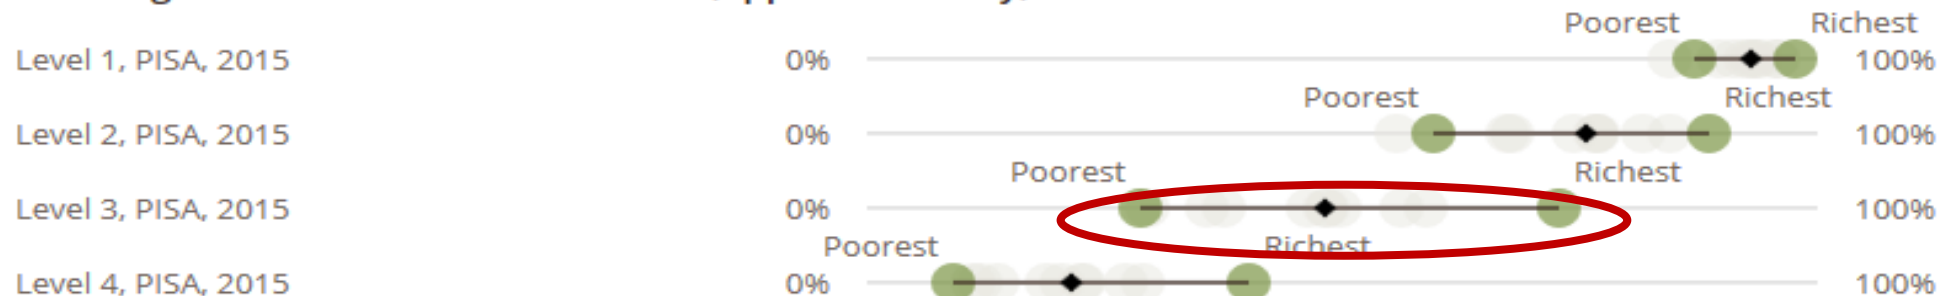 Poorest Richest
Level 1, PISA, 2015 0% 100%
Poorest Richest
Level 2, PISA, 2015 0% 100%
Poorest Richest
Level 3, PISA, 2015 0% 100%
Poorest Richest
Level 4, PISA, 2015 0% 100%